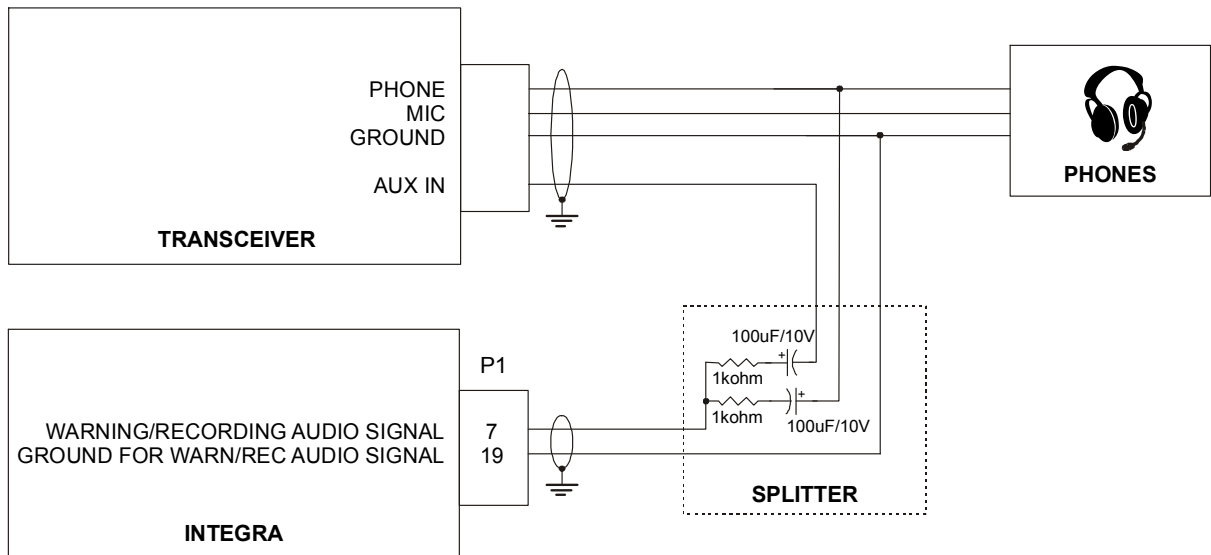 PHONE
MIC
GROUND
AUX IN
TRANSCEIVER
PHONES
P1
WARNING/RECORDING AUDIO SIGNAL 7
GROUND FOR WARN/REC AUDIO SIGNAL 19
INTEGRA
100uF/10V
+
1kohm
+
1kohm
100uF/10V
SPLITTER